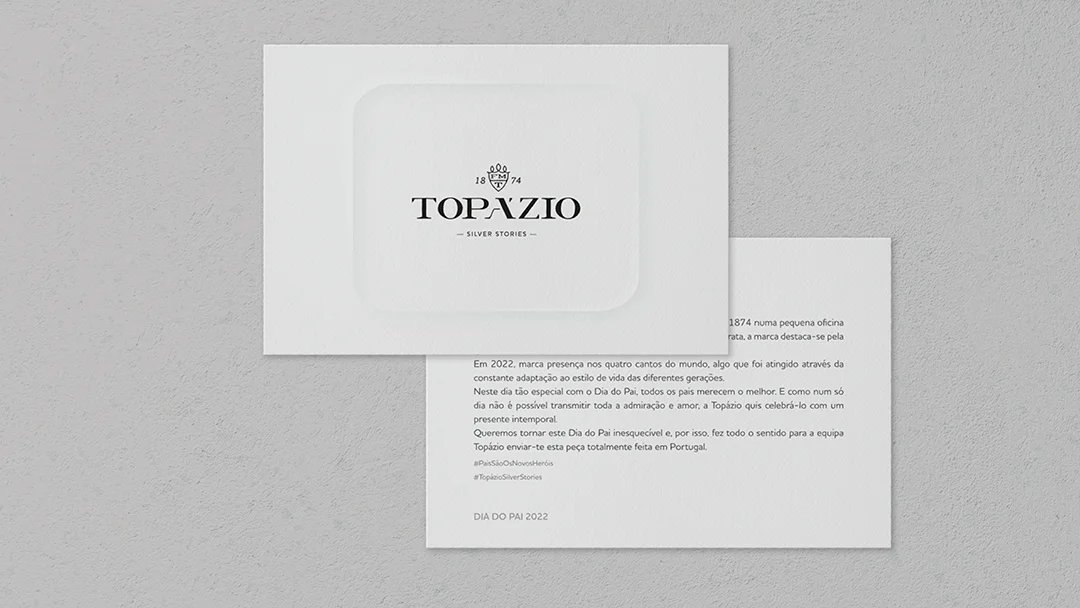 FM
T
18 74
TOPÁZIO
— SILVER STORIES —
1874 numa pequena oficina
a marca destaca-se pela
Em 2022, marca presença nos quatro cantos do mundo, algo que foi atingido através da
constante adaptação ao estilo de vida das diferentes gerações.
Neste dia tão especial com o Dia do Pai, todos os pais merecem o melhor. E como num só
dia não é possível transmitir toda a admiração e amor, a Topázio quis celebrá-lo com um
presente intemporal.
Queremos tornar este Dia do Pai inesquecível e, por isso, fez todo o sentido para a equipa
Topázio enviar-te esta peça totalmente feita em Portugal.
#PaisSãoOsNovosHeróis
#TopázioSilverStories
DIA DO PAI 2022